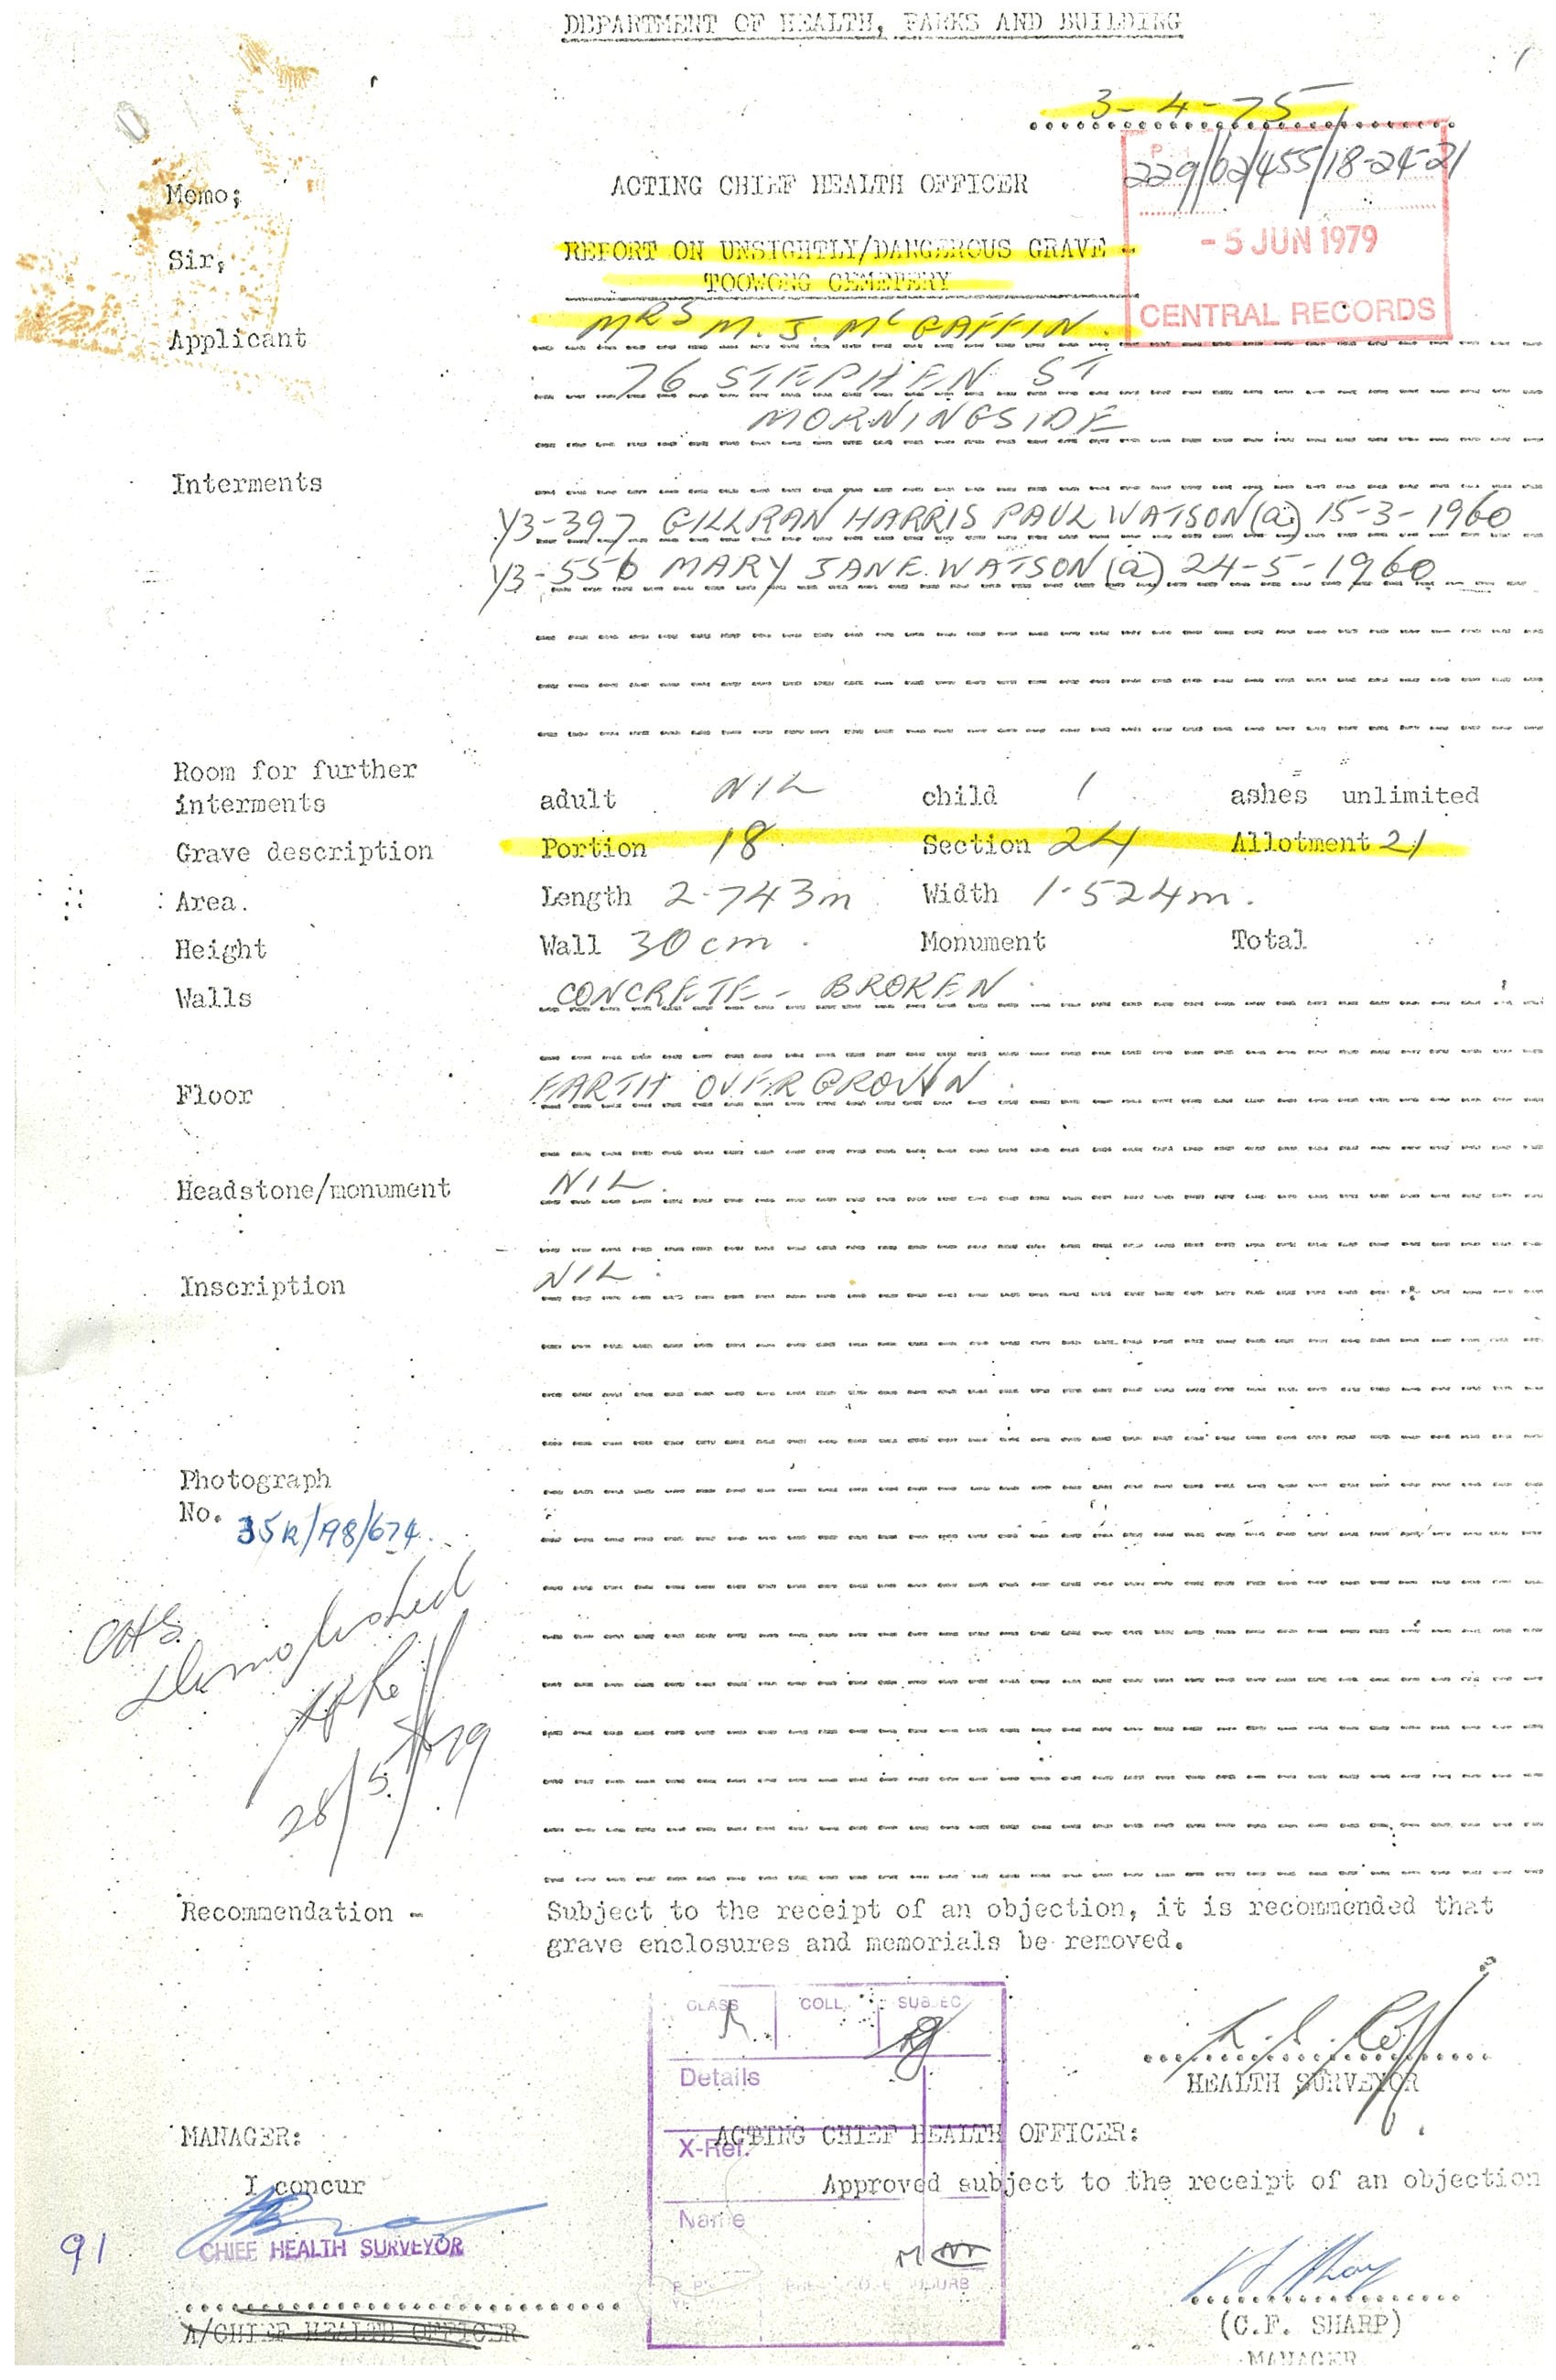 DEPARTMENT OF HEALTH, PARKS AND BUILDING
3-4-75
229/02/455/18-24-21
Memo;
ACTING CHIEF HEALTH OFFICER
- 5 JUN 1979
Sir,
REPORT ON UNSIGHTLY/DANGEROUS GRAVE -
TOOWONG CEMETERY
CENTRAL RECORDS
Applicant MRS M. J. McGAFFIN.
76 STEPHEN ST
MORNINGSIDE
Interments
Y3-397 GILLRAN HARRIS PAUL WATSON (a) 15-3-1960
Y3-556 MARY JANE WATSON (a) 24-5-1960
Room for further
interments adult NIL child 1 ashes unlimited
Grave description Portion 18 Section 24 Allotment 21
Area. Length 2.743m Width 1.524m.
Height Wall 30cm. Monument Total
Walls CONCRETE - BROKEN
Floor EARTH OVERGROWN.
Headstone/monument NIL.
Inscription NIL.
Photograph
No. 35R/A8/674.
CHS.
Demolished
28/5/79
Recommendation - Subject to the receipt of an objection, it is recommended that
grave enclosures and memorials be removed.
CLASS COLL. SUBJEC
Details
HEALTH SURVEYOR
MANAGER: ACTING CHIEF HEALTH OFFICER:
X-Ref.
I concur Approved subject to the receipt of an objection
Name
91 CHIEF HEALTH SURVEYOR
A/CHIEF HEALTH OFFICER
(C.F. SHARP)
MANAGER